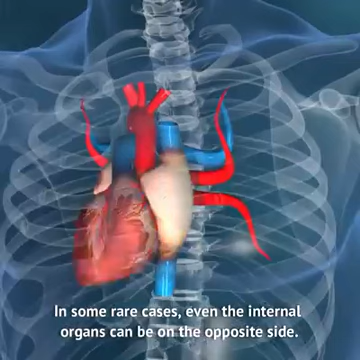 In some rare cases, even the internal
organs can be on the opposite side.